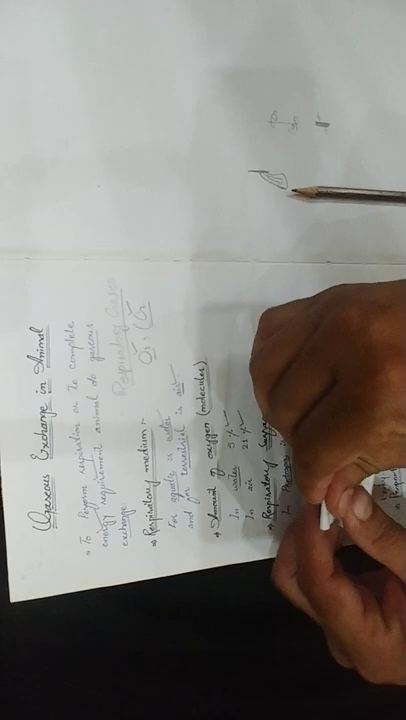 Gaseous Exchange in Animal
→ To Perform respiration or to complete
energy requirement animal do gaseous
exchange
Respiratory Gases
O₂, CO₂
⇒ Respiratory medium :-
For aquatic is water
and for terrestrial is air
⇒ Amount of oxygen (molecules)
In water 5 %
In air 21 %
⇒ Respiratory
In